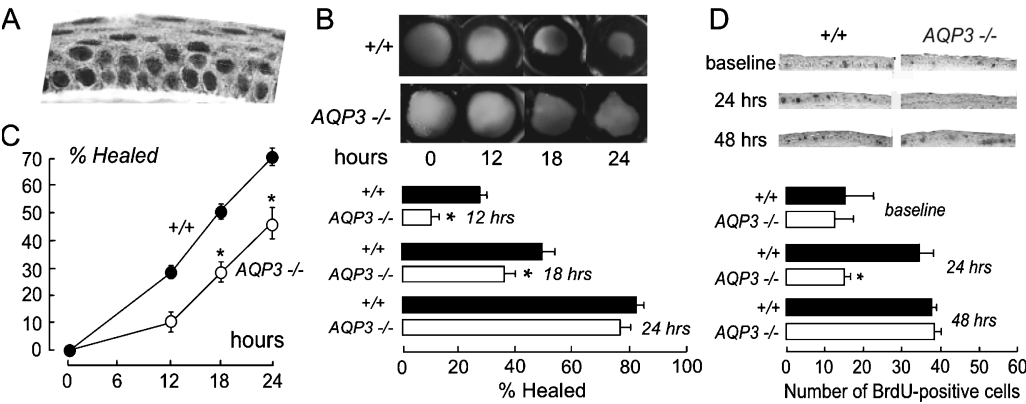 A
B
+/+
AQP3 -/-
hours
0
12
18
24
+/+
AQP3 -/-
* 12 hrs
+/+
AQP3 -/-
* 18 hrs
+/+
AQP3 -/-
24 hrs
0
20
40
60
80
100
% Healed
C
% Healed
70
60
50
40
30
20
10
0
+/+
*
*
AQP3 -/-
hours
0
6
12
18
24
D
+/+
AQP3 -/-
baseline
24 hrs
48 hrs
+/+
AQP3 -/-
baseline
+/+
AQP3 -/-
*
24 hrs
+/+
AQP3 -/-
48 hrs
0
10
20
30
40
50
60
Number of BrdU-positive cells